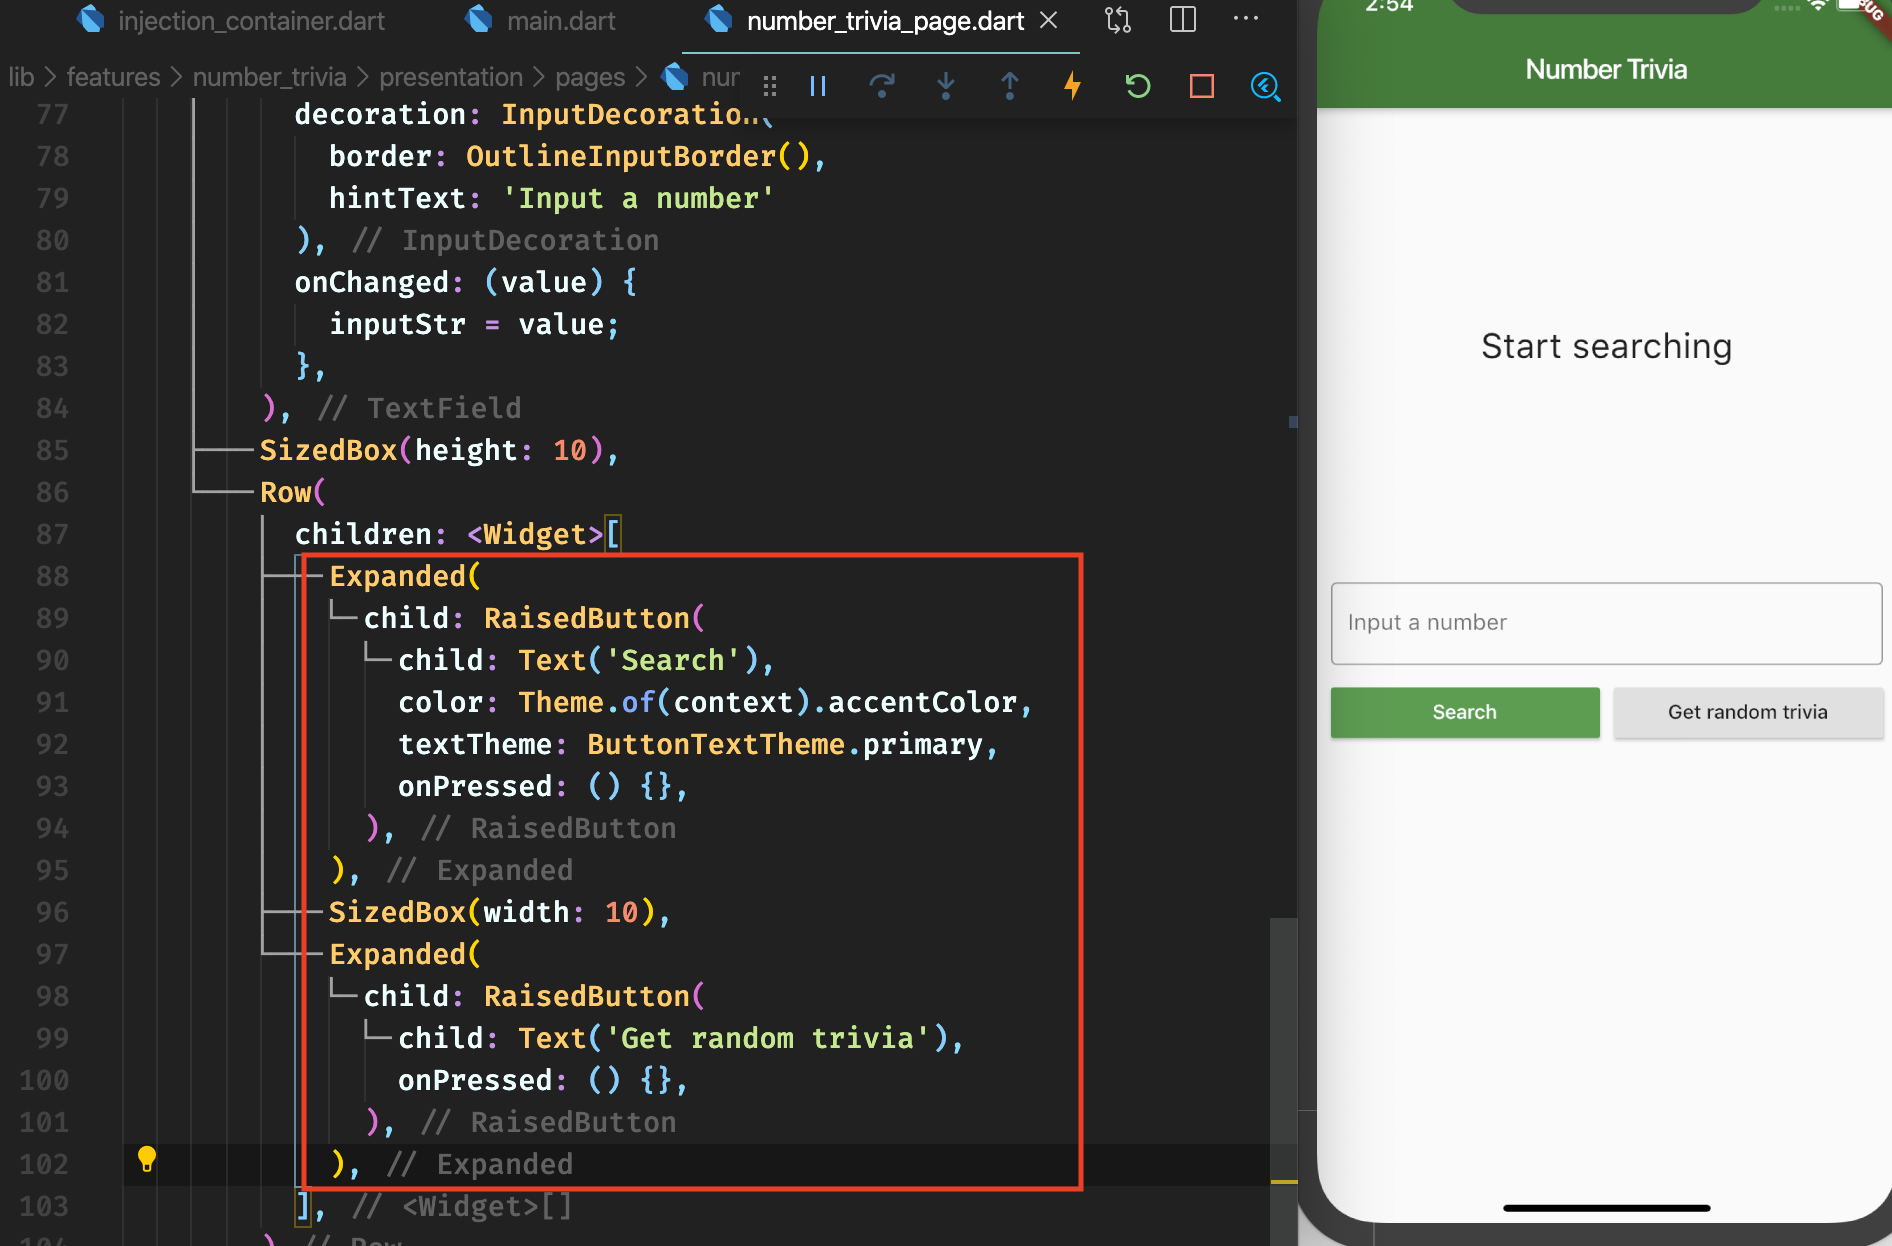 injection_container.dart main.dart number_trivia_page.dart
lib > features > number_trivia > presentation > pages > num
77 decoration: InputDecoration(
78 border: OutlineInputBorder(),
79 hintText: 'Input a number'
80 ), // InputDecoration
81 onChanged: (value) {
82 inputStr = value;
83 },
84 ), // TextField
85 SizedBox(height: 10),
86 Row(
87 children: <Widget>[
88 Expanded(
89 child: RaisedButton(
90 child: Text('Search'),
91 color: Theme.of(context).accentColor,
92 textTheme: ButtonTextTheme.primary,
93 onPressed: () {},
94 ), // RaisedButton
95 ), // Expanded
96 SizedBox(width: 10),
97 Expanded(
98 child: RaisedButton(
99 child: Text('Get random trivia'),
100 onPressed: () {},
101 ), // RaisedButton
102 ), // Expanded
103 ], // <Widget>[]
104 ) // Row
2:54
Number Trivia
Start searching
Input a number
Search
Get random trivia